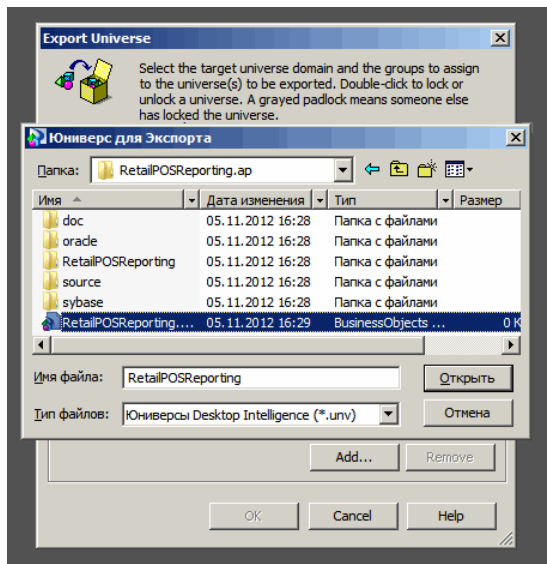 Export Universe
Select the target universe domain and the groups to assign
to the universe(s) to be exported. Double-click to lock or
unlock a universe. A grayed padlock means someone else
has locked the universe.
Юниверс для Экспорта
Папка: RetailPOSReporting.ap
Имя Дата изменения Тип Размер
doc 05.11.2012 16:28 Папка с файлами
oracle 05.11.2012 16:28 Папка с файлами
RetailPOSReporting 05.11.2012 16:28 Папка с файлами
source 05.11.2012 16:28 Папка с файлами
sybase 05.11.2012 16:28 Папка с файлами
RetailPOSReporting.... 05.11.2012 16:29 BusinessObjects ... 0 К
Имя файла: RetailPOSReporting Открыть
Тип файлов: Юниверсы Desktop Intelligence (*.unv) Отмена
Add... Remove
OK Cancel Help